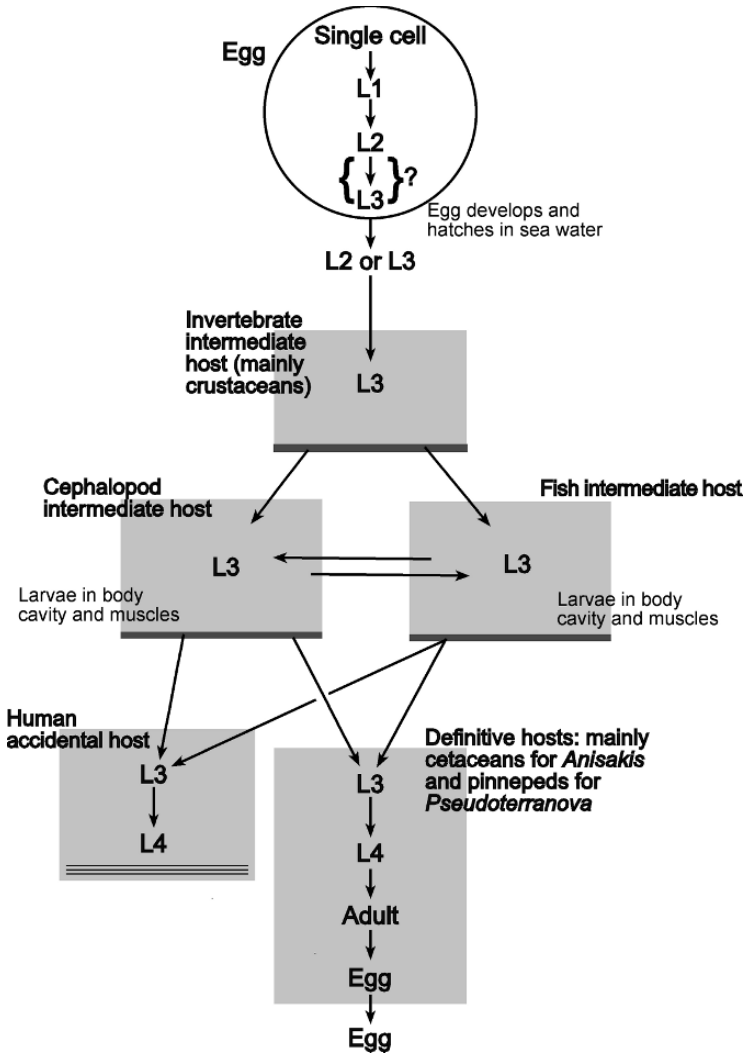 Egg
Single cell
L1
L2
{ } ?
L3
Egg develops and
hatches in sea water
L2 or L3
Invertebrate
intermediate
host (mainly
crustaceans)
L3
Cephalopod
intermediate host
L3
Larvae in body
cavity and muscles
Fish intermediate host
L3
Larvae in body
cavity and muscles
Human
accidental host
L3
L4
Definitive hosts: mainly
cetaceans for Anisakis
and pinnepeds for
Pseudoterranova
L3
L4
Adult
Egg
Egg